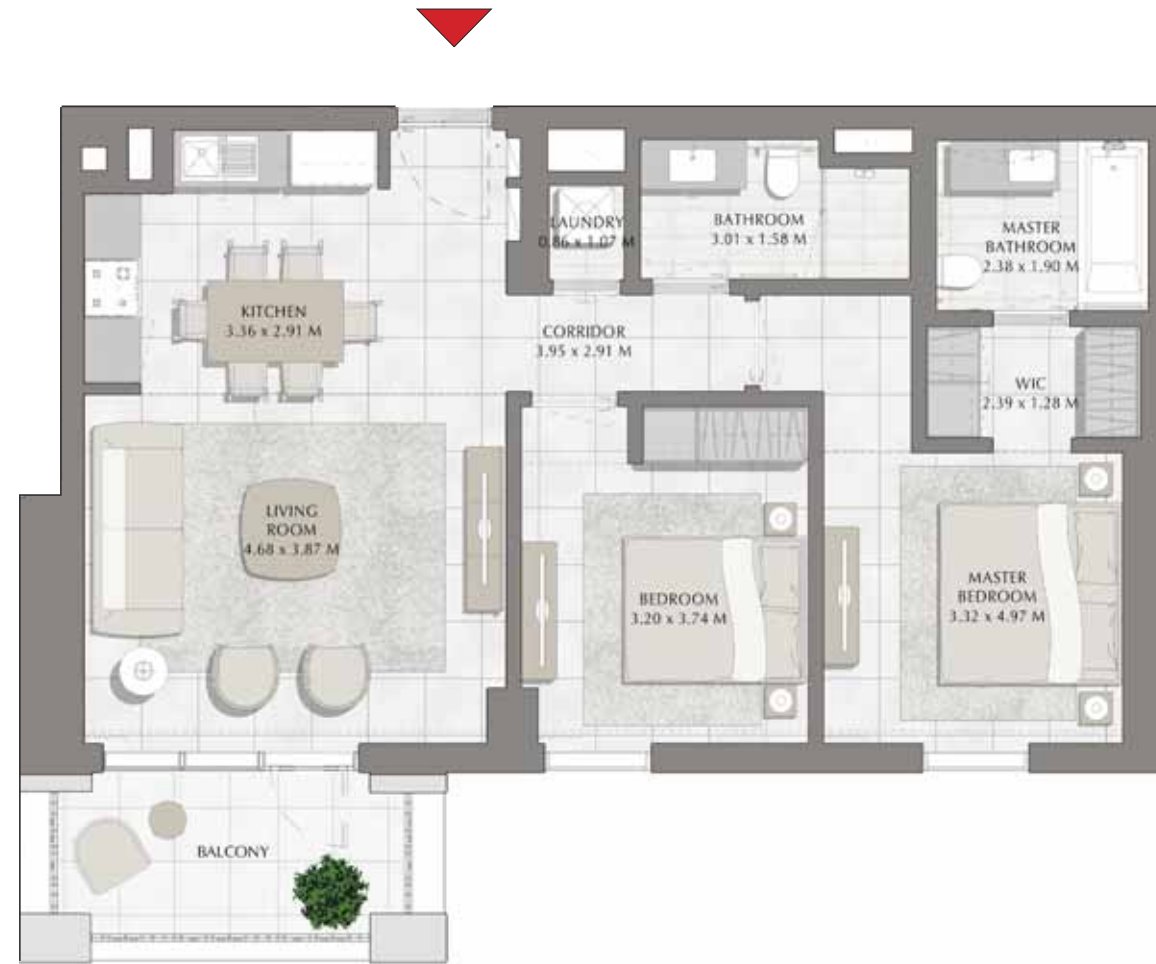 LAUNDRY
0.86 x 1.07 M
BATHROOM
3.01 x 1.58 M
MASTER
BATHROOM
2.38 x 1.90 M
KITCHEN
3.36 x 2.91 M
CORRIDOR
3.95 x 2.91 M
WIC
2.39 x 1.28 M
LIVING
ROOM
4.68 x 3.87 M
BEDROOM
3.20 x 3.74 M
MASTER
BEDROOM
3.32 x 4.97 M
BALCONY